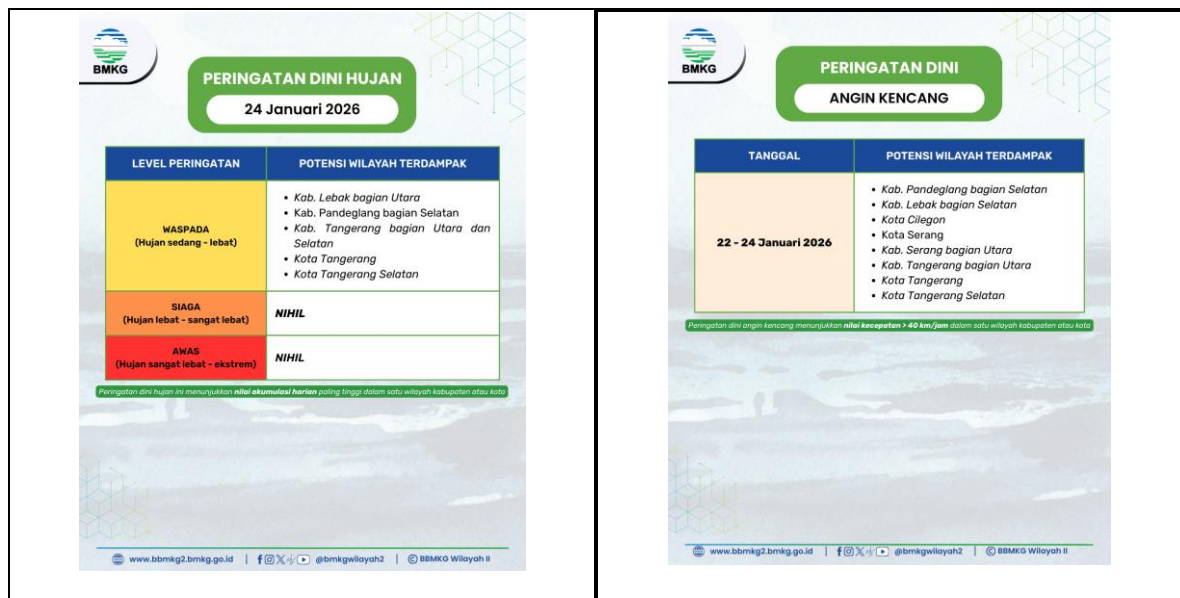 BMKG
PERINGATAN DINI HUJAN
24 Januari 2026
LEVEL PERINGATAN
POTENSI WILAYAH TERDAMPAK
WASPADA
(Hujan sedang - lebat)
• Kab. Lebak bagian Utara
• Kab. Pandeglang bagian Selatan
• Kab. Tangerang bagian Utara dan
Selatan
• Kota Tangerang
• Kota Tangerang Selatan
SIAGA
(Hujan lebat - sangat lebat)
NIHIL
AWAS
(Hujan sangat lebat - ekstrem)
NIHIL
Peringatan dini hujan ini menunjukkan nilai akumulasi harian paling tinggi dalam satu wilayah kabupaten atau kota
www.bbmkg2.bmkg.go.id | @bmkgwilayah2 | © BBMKG Wilayah II
BMKG
PERINGATAN DINI
ANGIN KENCANG
TANGGAL
POTENSI WILAYAH TERDAMPAK
22 - 24 Januari 2026
• Kab. Pandeglang bagian Selatan
• Kab. Lebak bagian Selatan
• Kota Cilegon
• Kota Serang
• Kab. Serang bagian Utara
• Kab. Tangerang bagian Utara
• Kota Tangerang
• Kota Tangerang Selatan
Peringatan dini angin kencang menunjukkan nilai kecepatan > 40 km/jam dalam satu wilayah kabupaten atau kota
www.bbmkg2.bmkg.go.id | @bmkgwilayah2 | © BBMKG Wilayah II